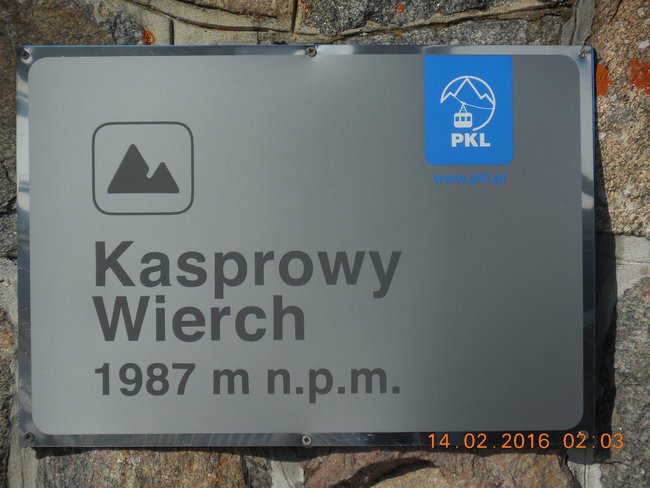 PKL
www.pkl.pl
Kasprowy
Wierch
1987 m n.p.m.
14.02.2016 02:03